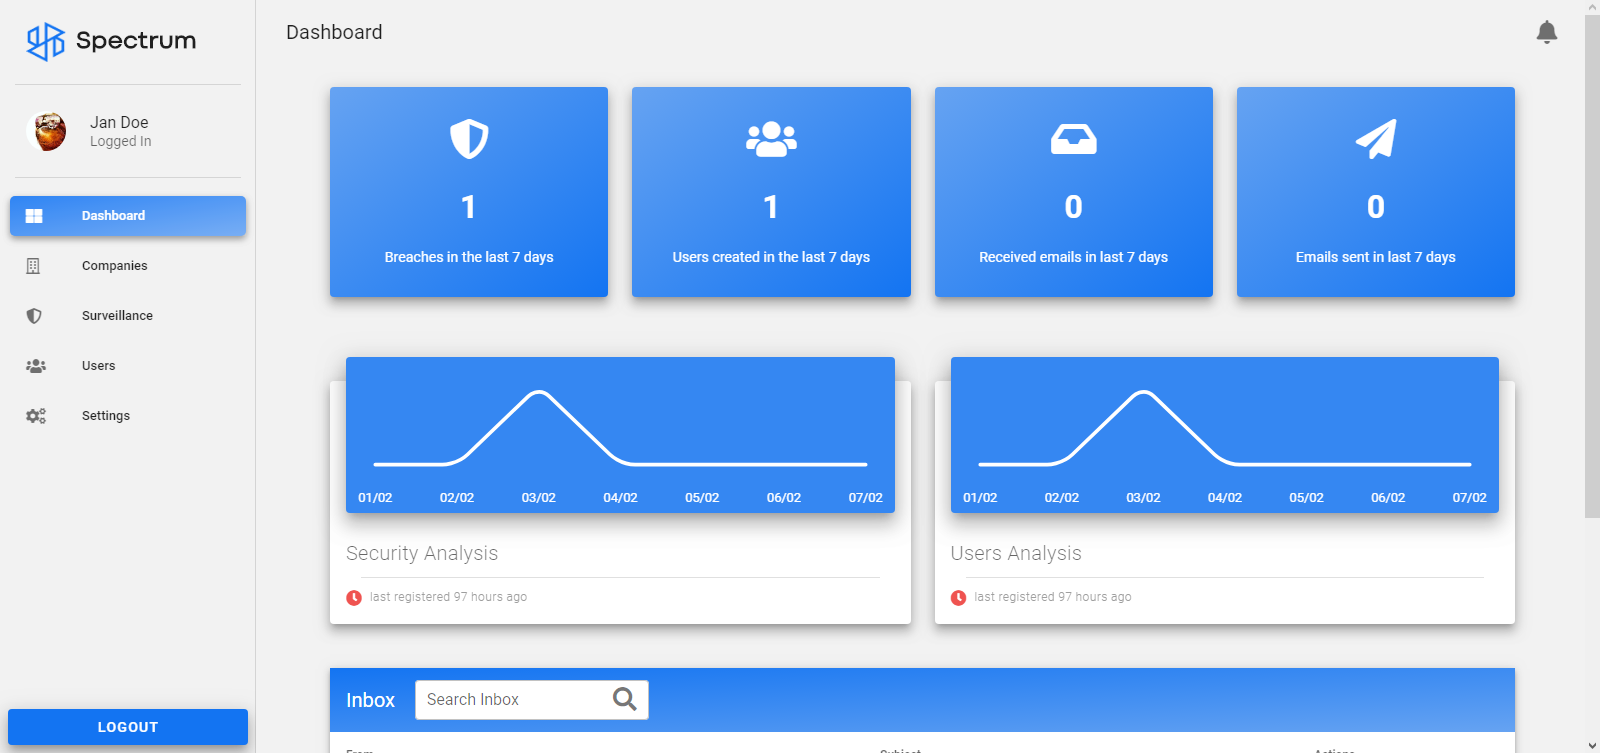 Spectrum
Jan Doe
Logged In
Dashboard
Companies
Surveillance
Users
Settings
LOGOUT
Dashboard
1
Breaches in the last 7 days
1
Users created in the last 7 days
0
Received emails in last 7 days
0
Emails sent in last 7 days
01/02 02/02 03/02 04/02 05/02 06/02 07/02
Security Analysis
last registered 97 hours ago
01/02 02/02 03/02 04/02 05/02 06/02 07/02
Users Analysis
last registered 97 hours ago
Inbox
Search Inbox
From Subject Actions